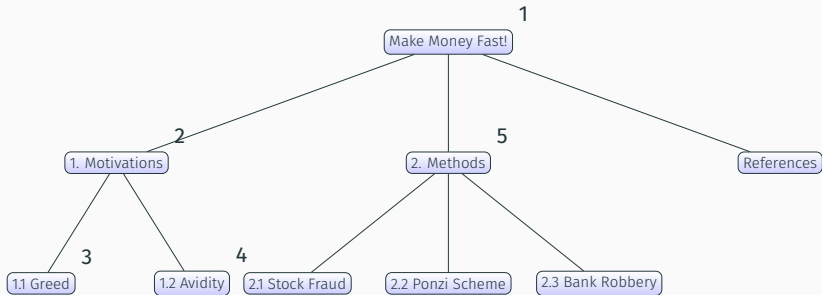 1
Make Money Fast!
2
5
1. Motivations
2. Methods
References
3
4
1.1 Greed
1.2 Avidity
2.1 Stock Fraud
2.2 Ponzi Scheme
2.3 Bank Robbery